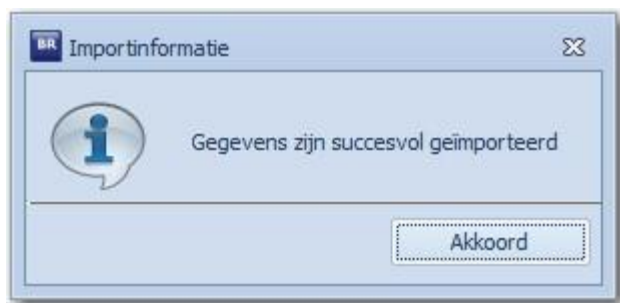 BR Importinformatie
Gegevens zijn succesvol geïmporteerd
Akkoord